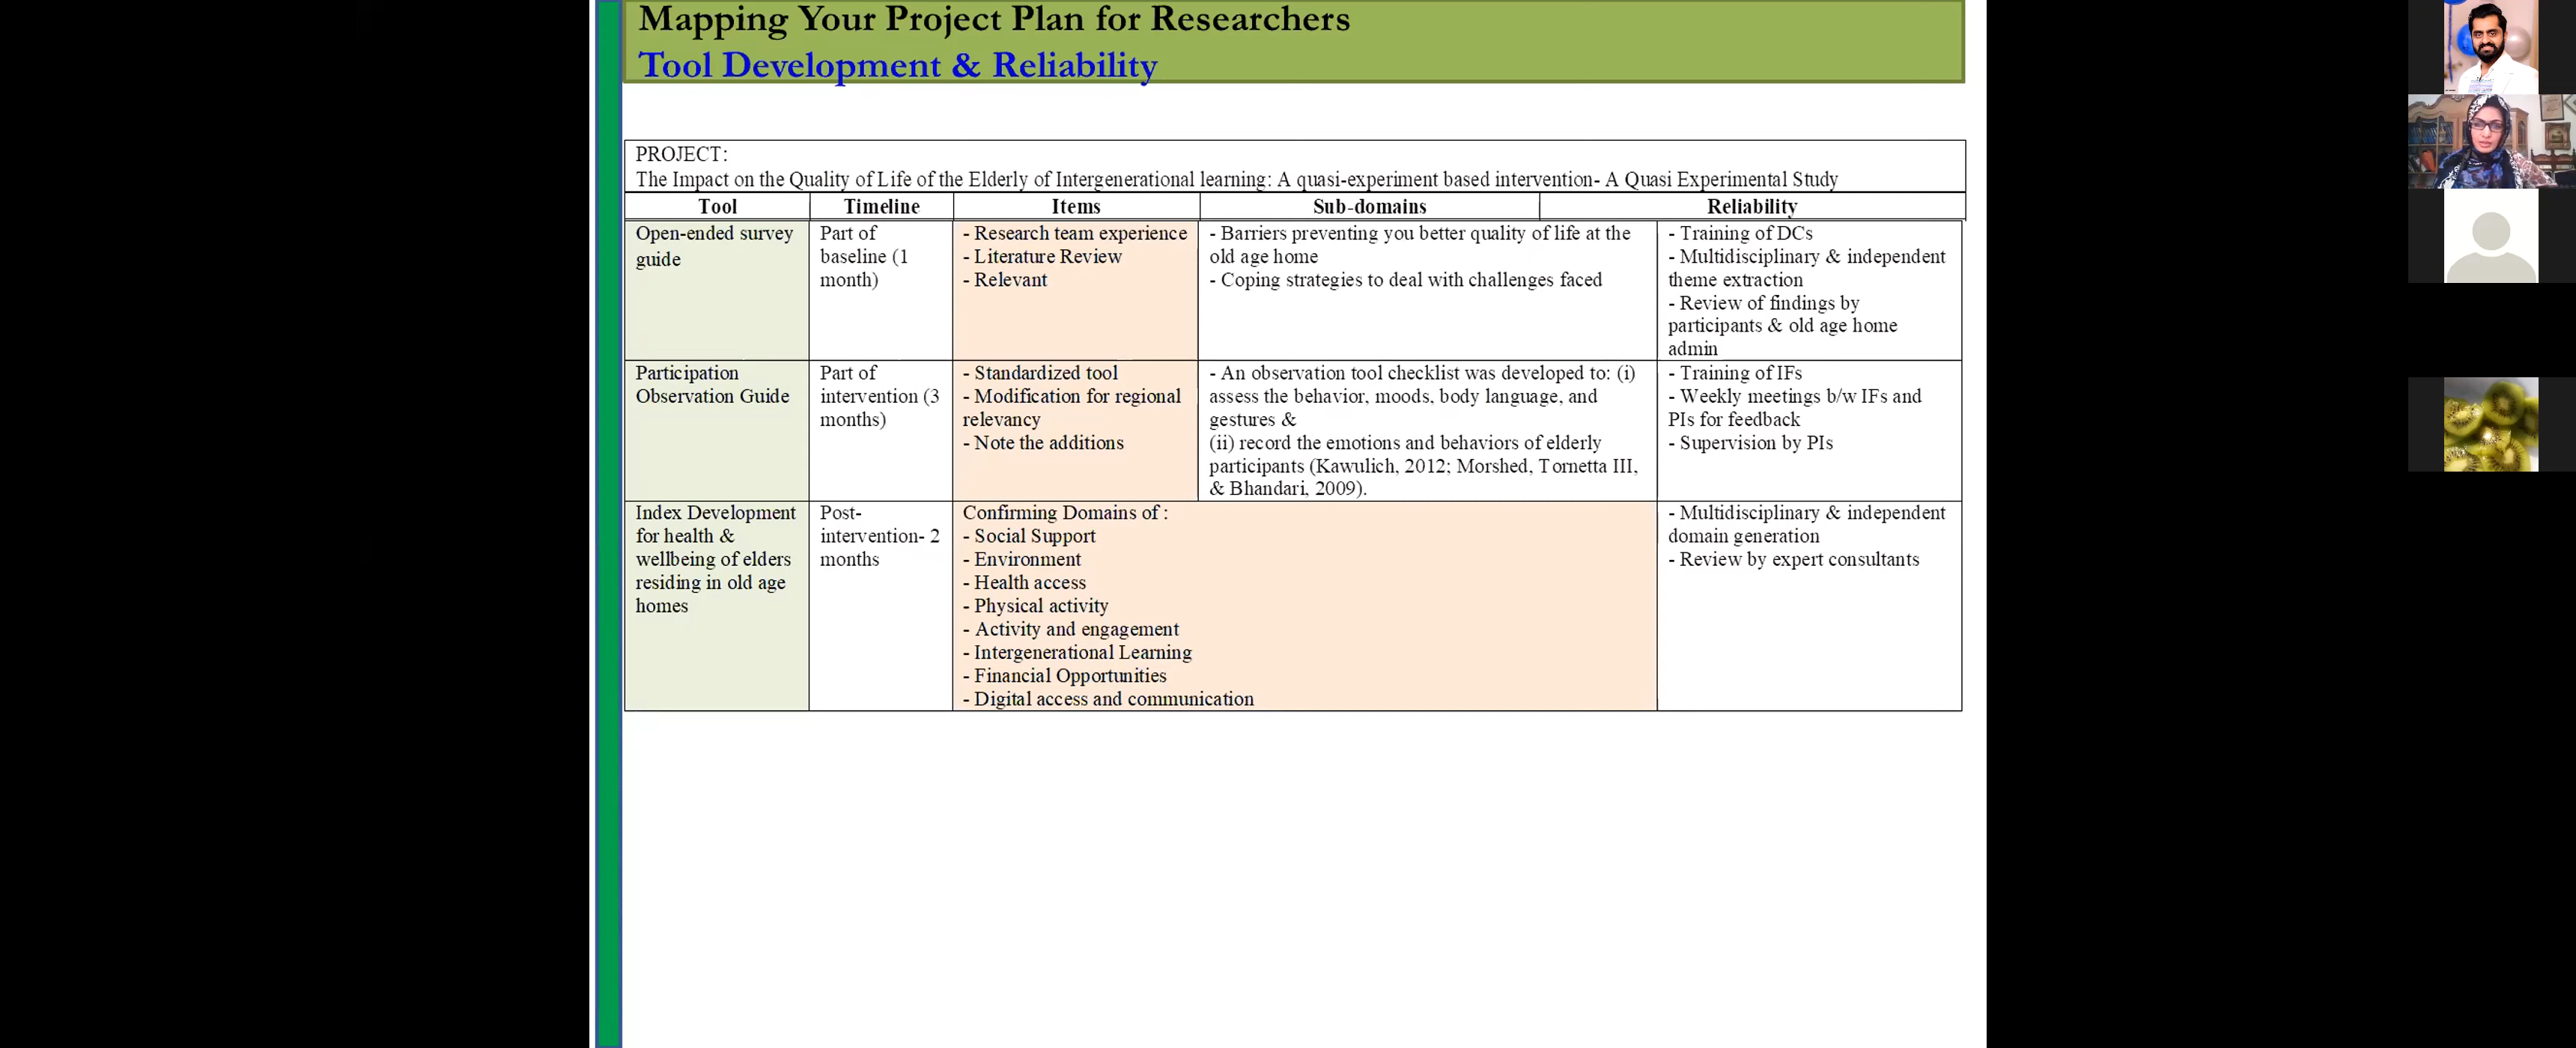 Mapping Your Project Plan for Researchers
Tool Development & Reliability
PROJECT:
The Impact on the Quality of Life of the Elderly of Intergenerational learning: A quasi-experiment based intervention- A Quasi Experimental Study
Tool
Timeline
Items
Sub-domains
Reliability
Open-ended survey
guide
Part of
baseline (1
month)
- Research team experience
- Literature Review
- Relevant
- Barriers preventing you better quality of life at the
old age home
- Coping strategies to deal with challenges faced
- Training of DCs
- Multidisciplinary & independent
theme extraction
- Review of findings by
participants & old age home
admin
Participation
Observation Guide
Part of
intervention (3
months)
- Standardized tool
- Modification for regional
relevancy
- Note the additions
- An observation tool checklist was developed to: (i)
assess the behavior, moods, body language, and
gestures &
(ii) record the emotions and behaviors of elderly
participants (Kawulich, 2012; Morshed, Tornetta III,
& Bhandari, 2009).
- Training of IFs
- Weekly meetings b/w IFs and
PIs for feedback
- Supervision by PIs
Index Development
for health &
wellbeing of elders
residing in old age
homes
Post-
intervention- 2
months
Confirming Domains of :
- Social Support
- Environment
- Health access
- Physical activity
- Activity and engagement
- Intergenerational Learning
- Financial Opportunities
- Digital access and communication
- Multidisciplinary & independent
domain generation
- Review by expert consultants